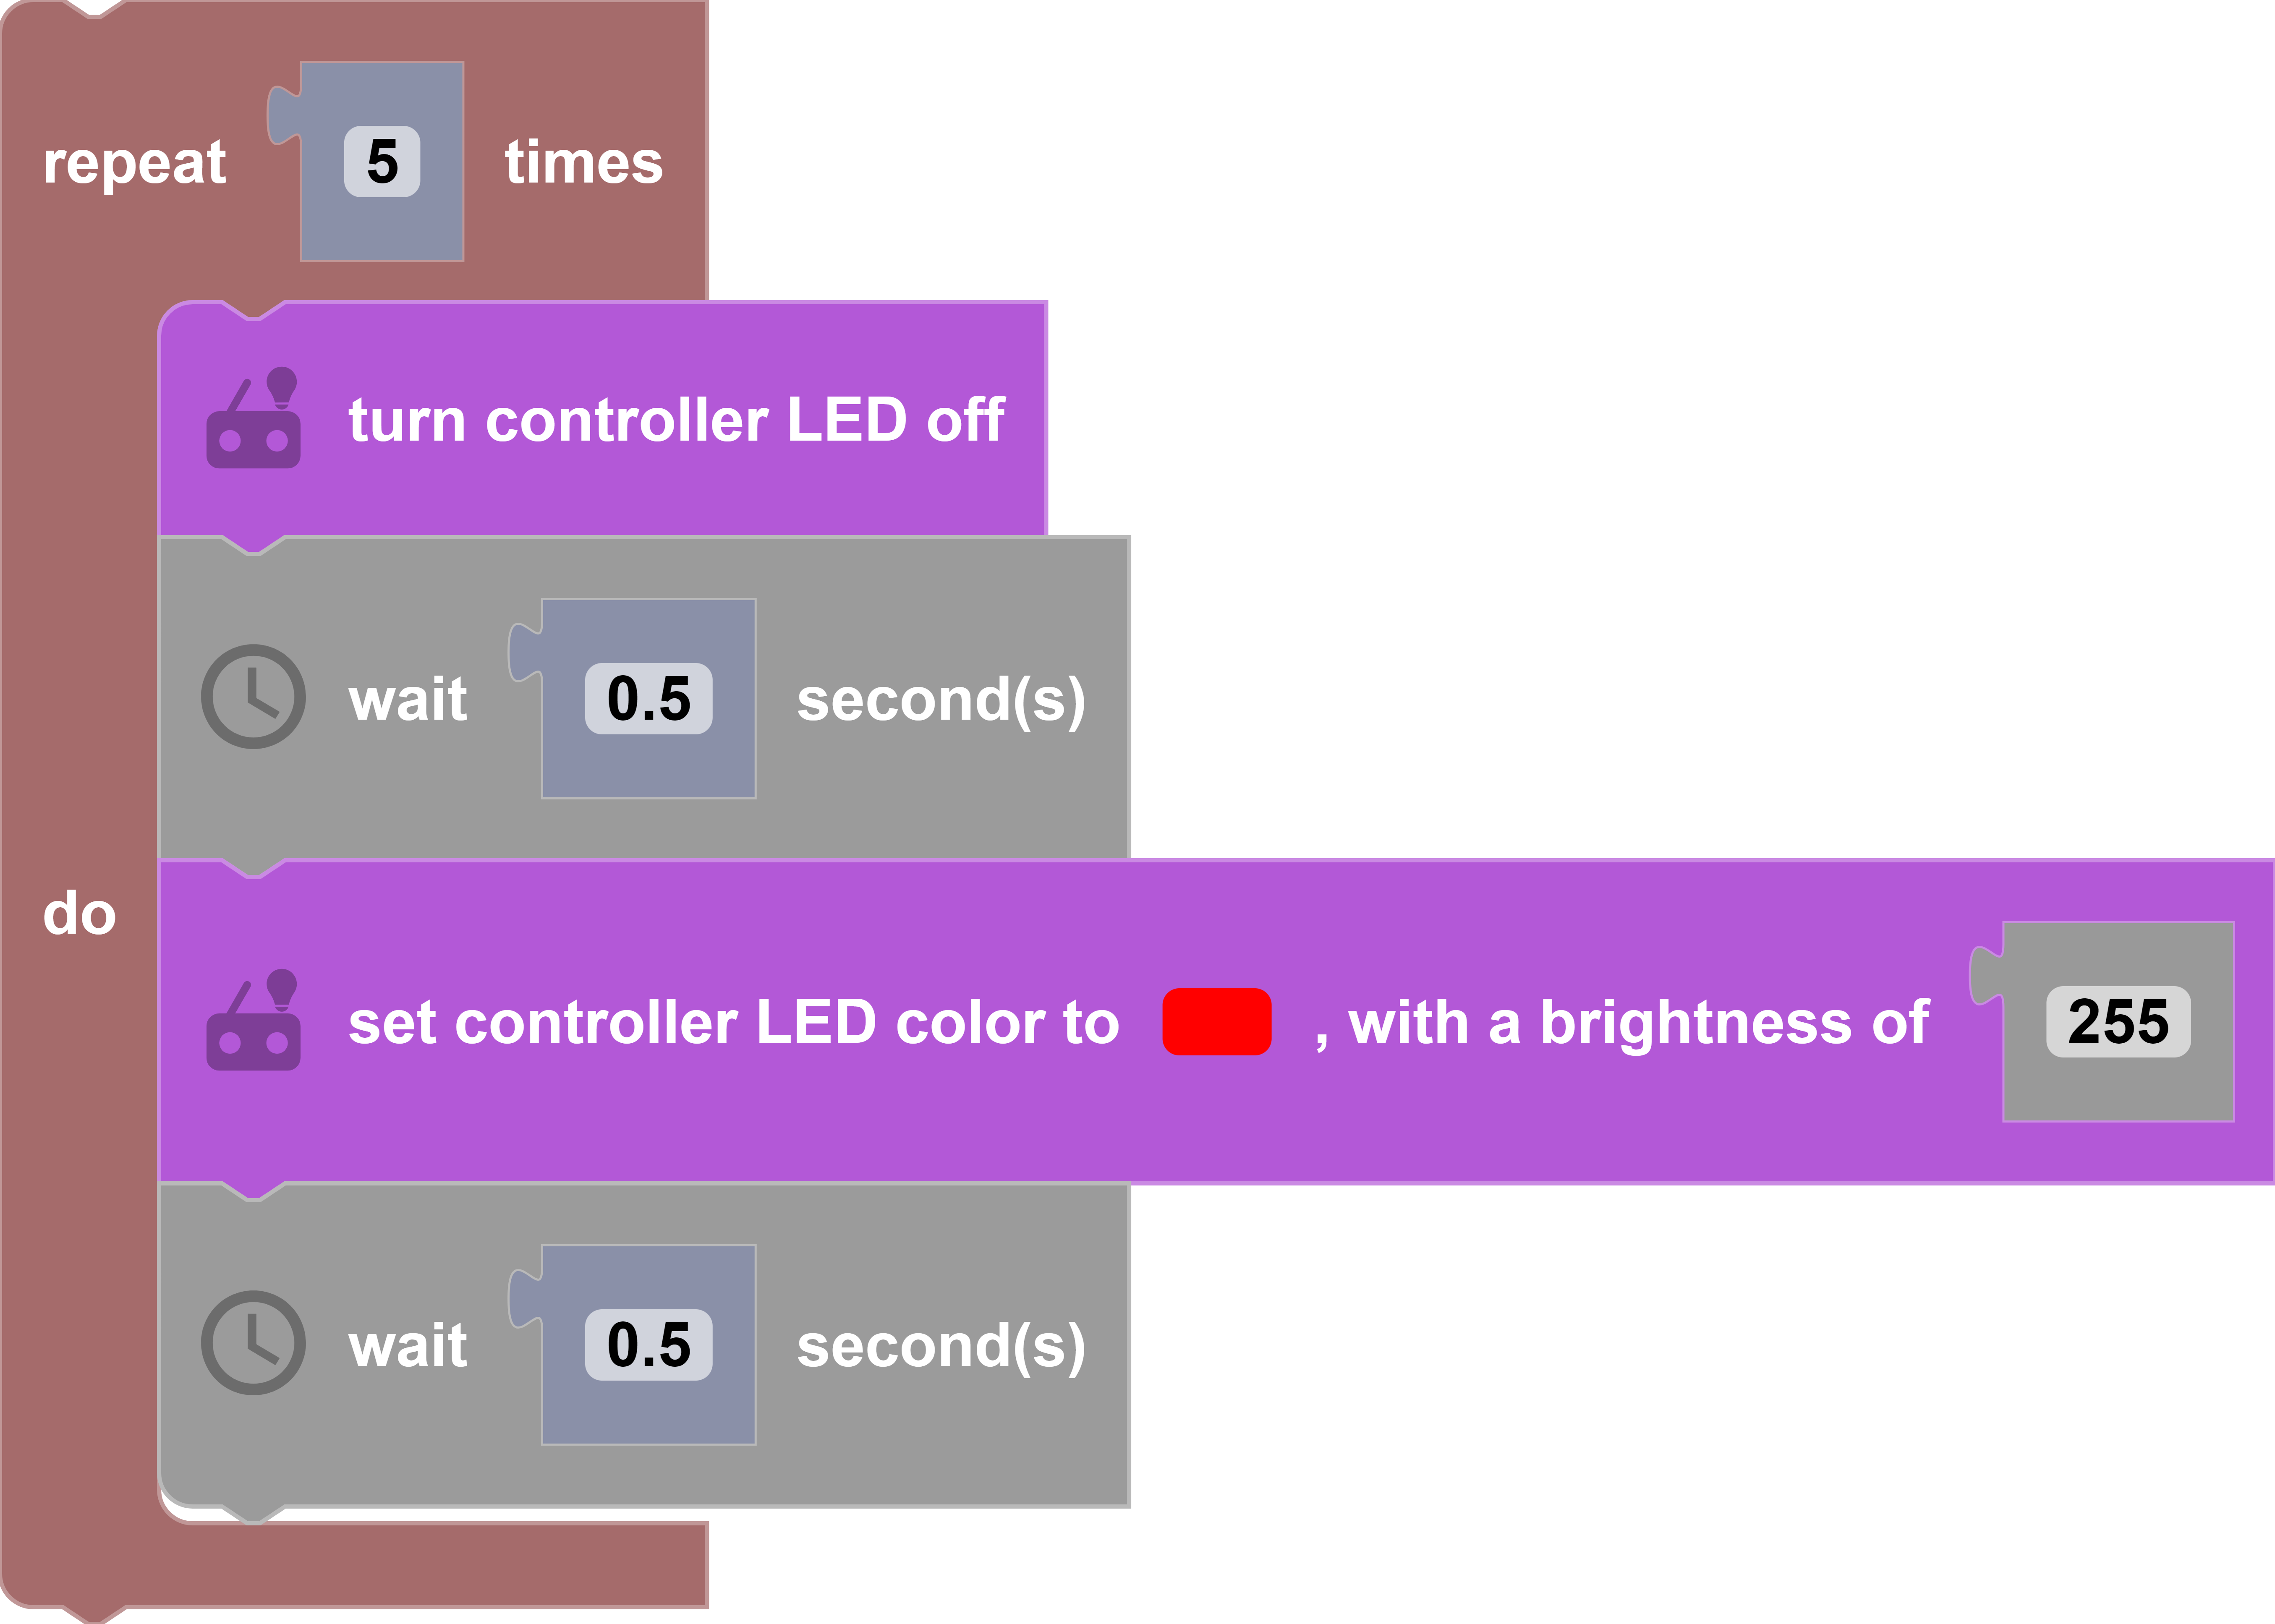 repeat 5 times
turn controller LED off
wait 0.5 second(s)
do
set controller LED color to , with a brightness of 255
wait 0.5 second(s)